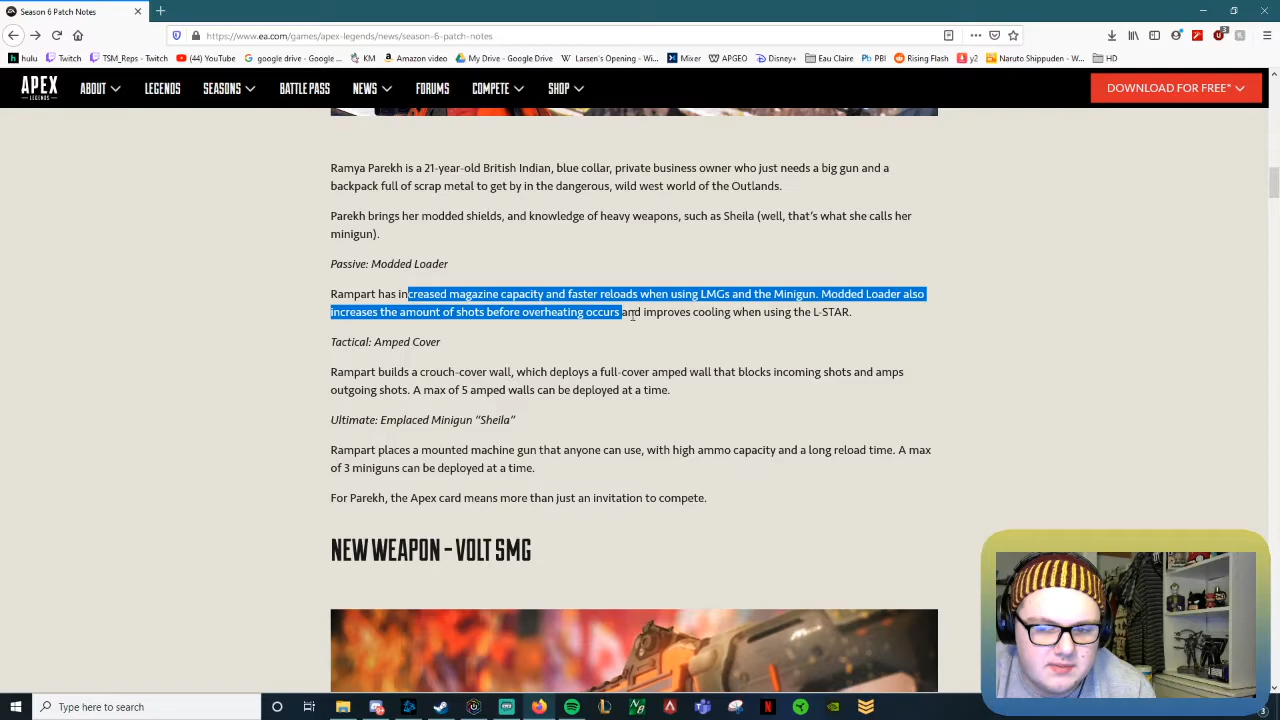 Season 6 Patch Notes
https://www.ea.com/games/apex-legends/news/season-6-patch-notes
hulu Twitch TSM_Reps - Twitch (44) YouTube google drive - Google ... KM Amazon video My Drive - Google Drive Larsen's Opening - Wi... Mixer APGEO Disney+ Eau Claire PBI Rising Flash y2 Naruto Shippuden - W... HD
APEX LEGENDS ABOUT LEGENDS SEASONS BATTLE PASS NEWS FORUMS COMPETE SHOP DOWNLOAD FOR FREE*
Ramya Parekh is a 21-year-old British Indian, blue collar, private business owner who just needs a big gun and a
backpack full of scrap metal to get by in the dangerous, wild west world of the Outlands.
Parekh brings her modded shields, and knowledge of heavy weapons, such as Sheila (well, that's what she calls her
minigun).
Passive: Modded Loader
Rampart has increased magazine capacity and faster reloads when using LMGs and the Minigun. Modded Loader also
increases the amount of shots before overheating occurs and improves cooling when using the L-STAR.
Tactical: Amped Cover
Rampart builds a crouch-cover wall, which deploys a full-cover amped wall that blocks incoming shots and amps
outgoing shots. A max of 5 amped walls can be deployed at a time.
Ultimate: Emplaced Minigun “Sheila”
Rampart places a mounted machine gun that anyone can use, with high ammo capacity and a long reload time. A max
of 3 miniguns can be deployed at a time.
For Parekh, the Apex card means more than just an invitation to compete.
NEW WEAPON – VOLT SMG
Type here to search